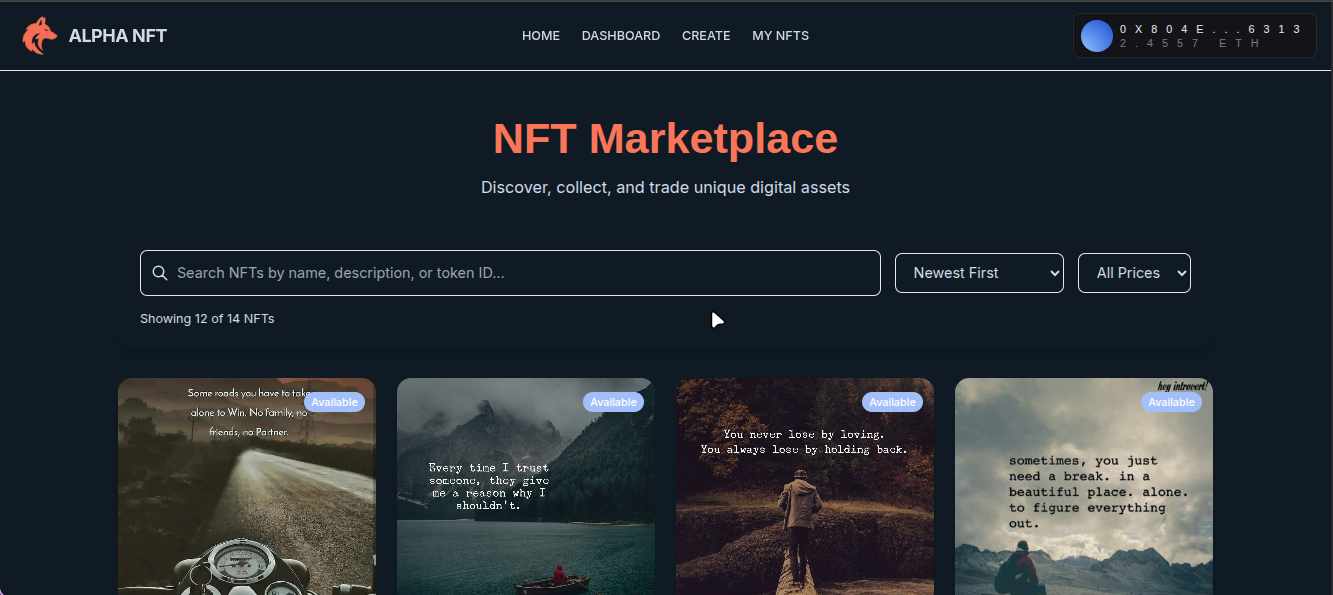 ALPHA NFT
HOME DASHBOARD CREATE MY NFTS
0X804E...6313
2.4557 ETH
NFT Marketplace
Discover, collect, and trade unique digital assets
Search NFTs by name, description, or token ID...
Newest First
All Prices
Showing 12 of 14 NFTs
Some roads you have to take
alone to Win. No family, no
friends, no Partner.
Available
Every time I trust
someone, they give
me a reason why I
shouldn't.
Available
You never lose by loving.
You always lose by holding back.
Available
hey introvert!
Available
sometimes, you just
need a break. in a
beautiful place. alone.
to figure everything
out.